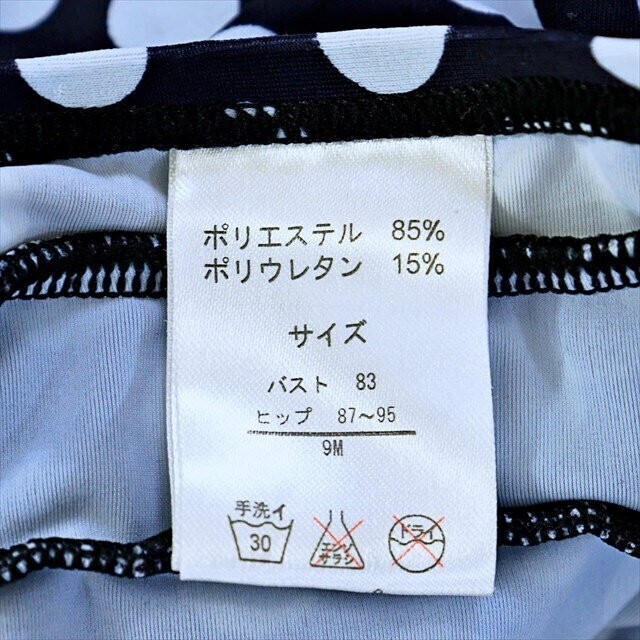 ポリエステル 85%
ポリウレタン 15%
サイズ
バスト 83
ヒップ 87～95
9M
手洗イ
30
エンソ
サラシ
ドライ